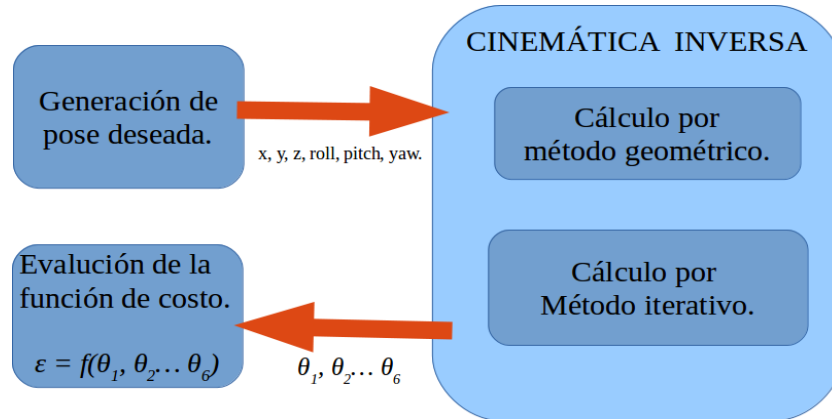 CINEMÁTICA INVERSA
Generación de
pose deseada.
x, y, z, roll, pitch, yaw.
Cálculo por
método geométrico.
Cálculo por
Método iterativo.
θ₁, θ₂... θ₆
Evalución de la
función de costo.
ε = f(θ₁, θ₂... θ₆)